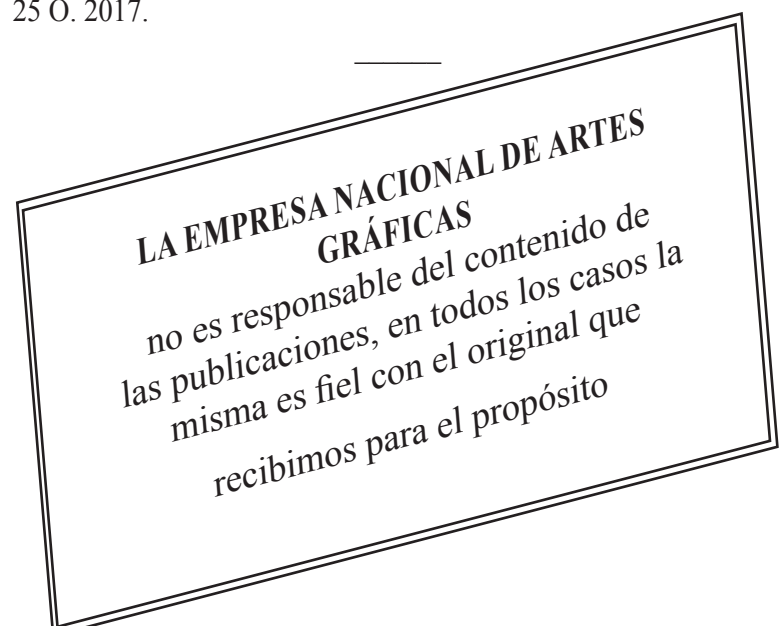 25 O. 2017.
LA EMPRESA NACIONAL DE ARTES
GRÁFICAS
no es responsable del contenido de
las publicaciones, en todos los casos la
misma es fiel con el original que
recibimos para el propósito